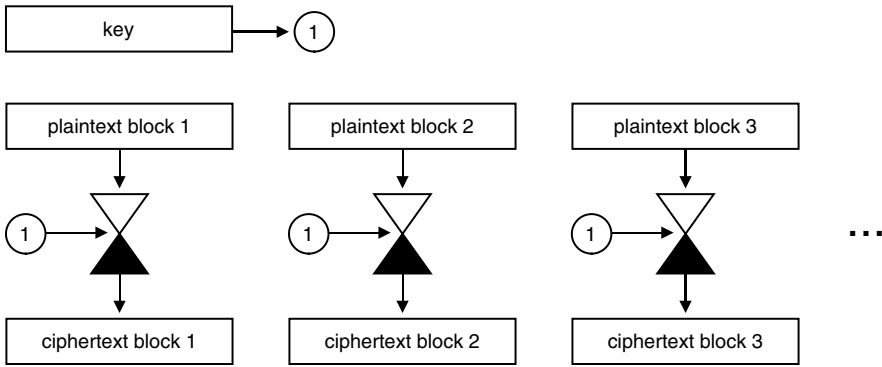 key
1
plaintext block 1
plaintext block 2
plaintext block 3
1
1
1
...
ciphertext block 1
ciphertext block 2
ciphertext block 3